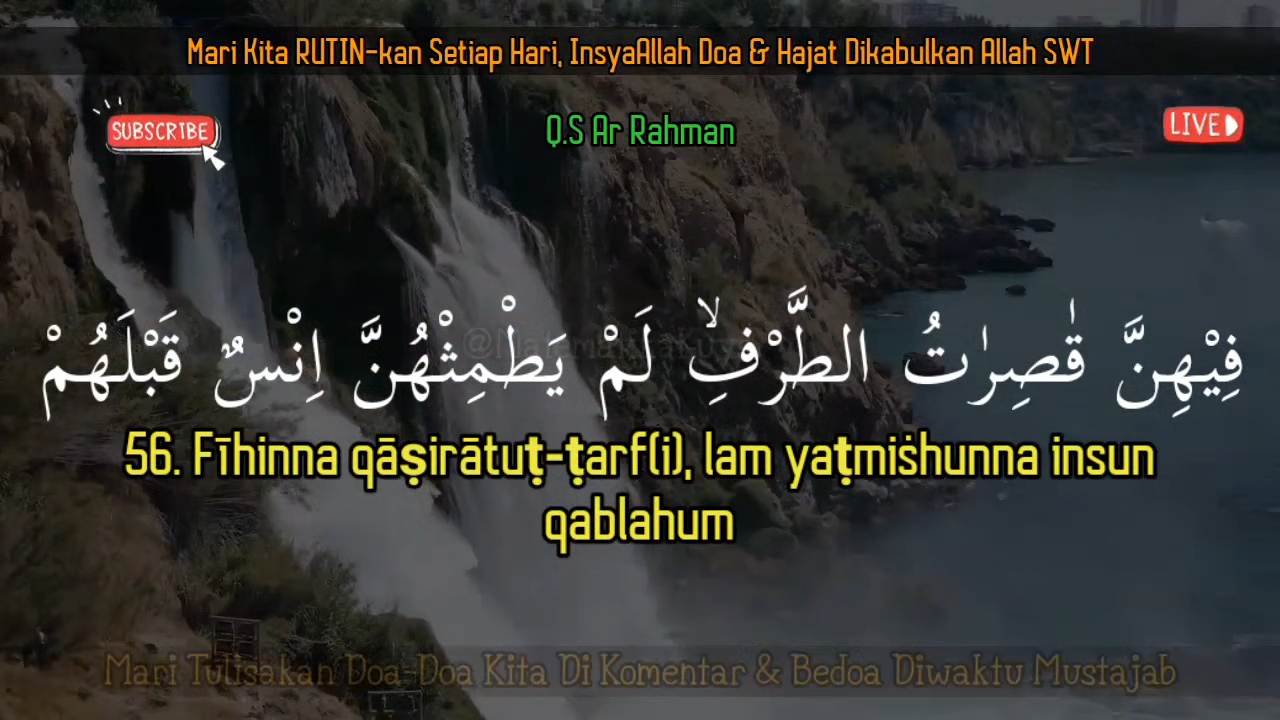 Mari Kita RUTIN-kan Setiap Hari, InsyaAllah Doa & Hajat Dikabulkan Allah SWT
SUBSCRIBE
LIVE
Q.S Ar Rahman
فِيْهِنَّ قٰصِرٰتُ الطَّرْفِۙ لَمْ يَطْمِثْهُنَّ اِنْسٌ قَبْلَهُمْ
56. Fīhinna qāṣirātuṭ-ṭarf(i), lam yaṭmiṡhunna insun
qablahum
Mari Tulisakan Doa-Doa Kita Di Komentar & Bedoa Diwaktu Mustajab